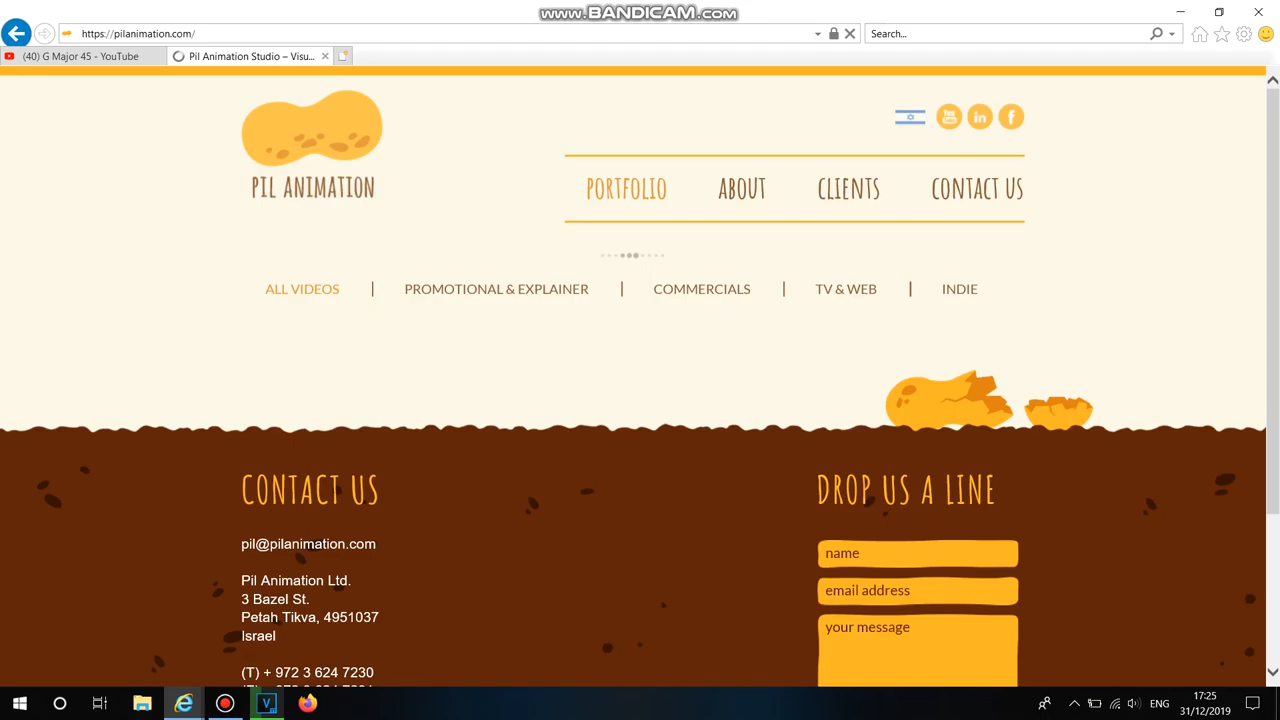 www.BANDICAM.com
https://pilanimation.com/
Search...
(40) G Major 45 - YouTube
Pil Animation Studio – Visu...
PIL ANIMATION
You Tube
in
f
PORTFOLIO
ABOUT
CLIENTS
CONTACT US
ALL VIDEOS | PROMOTIONAL & EXPLAINER | COMMERCIALS | TV & WEB | INDIE
CONTACT US
pil@pilanimation.com
Pil Animation Ltd.
3 Bazel St.
Petah Tikva, 4951037
Israel
(T) + 972 3 624 7230
DROP US A LINE
name
email address
your message
ENG
17:25
31/12/2019